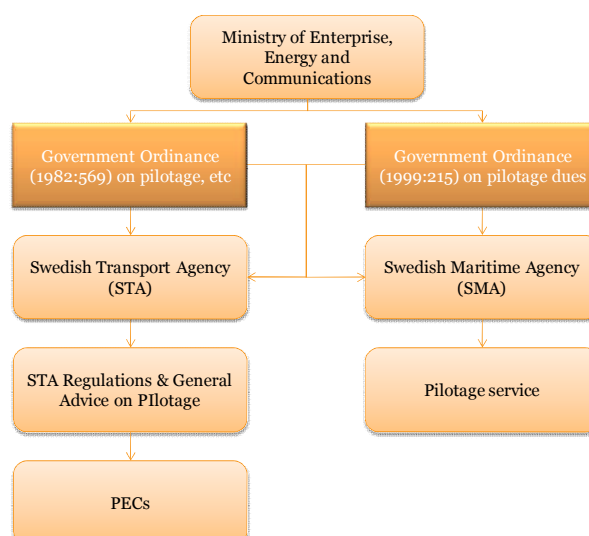 Ministry of Enterprise,
Energy and
Communications
Government Ordinance
(1982:569) on pilotage, etc
Government Ordinance
(1999:215) on pilotage dues
Swedish Transport Agency
(STA)
Swedish Maritime Agency
(SMA)
STA Regulations & General
Advice on PIlotage
Pilotage service
PECs